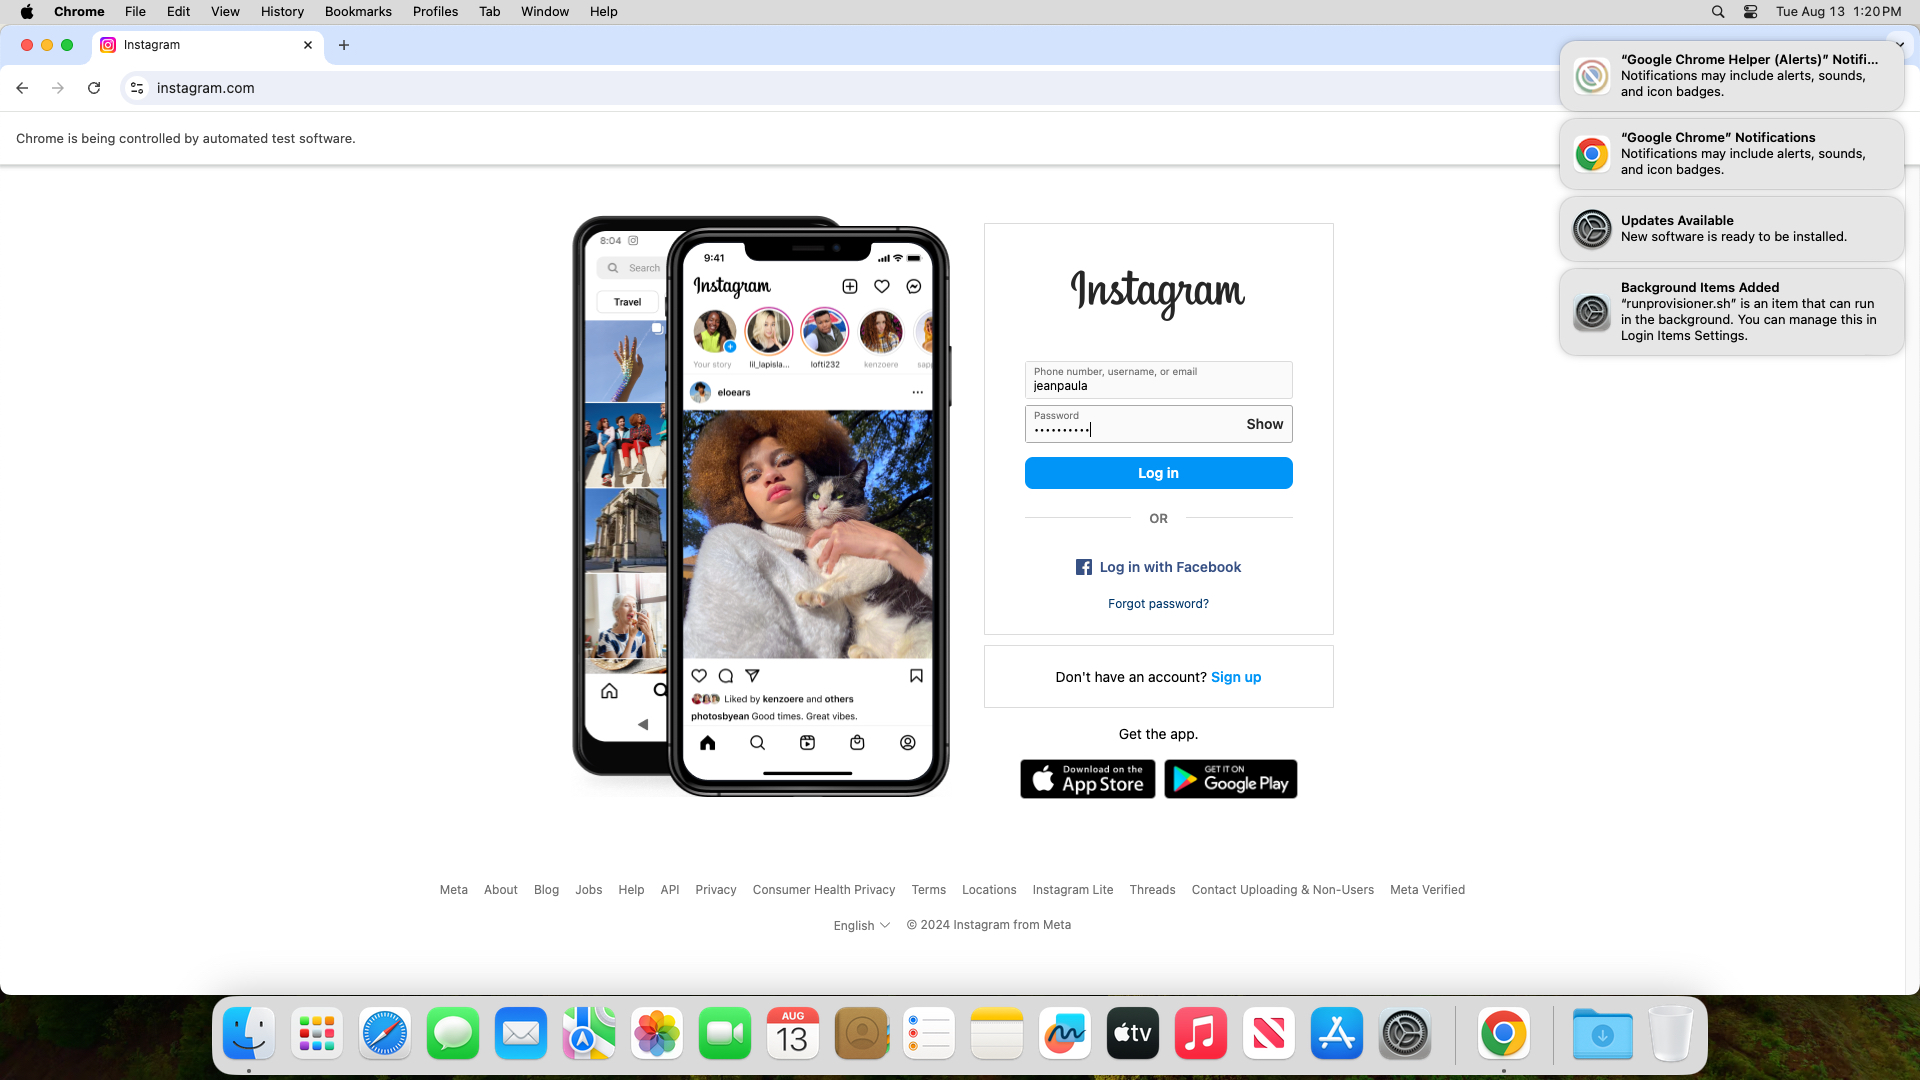 Chrome File Edit View History Bookmarks Profiles Tab Window Help
Tue Aug 13 1:20 PM
Instagram
instagram.com
Chrome is being controlled by automated test software.
“Google Chrome Helper (Alerts)” Notifi...
Notifications may include alerts, sounds,
and icon badges.
“Google Chrome” Notifications
Notifications may include alerts, sounds,
and icon badges.
Updates Available
New software is ready to be installed.
Background Items Added
“runprovisioner.sh” is an item that can run
in the background. You can manage this in
Login Items Settings.
8:04
Search
Travel
9:41
Instagram
Your story lil_lapisla... lofti232 kenzoere sapp
eloears
Liked by kenzoere and others
photosbyean Good times. Great vibes.
Instagram
Phone number, username, or email
jeanpaula
Password
••••••••••
Show
Log in
OR
Log in with Facebook
Forgot password?
Don't have an account? Sign up
Get the app.
Download on the
App Store
GET IT ON
Google Play
Meta About Blog Jobs Help API Privacy Consumer Health Privacy Terms Locations Instagram Lite Threads Contact Uploading & Non-Users Meta Verified
English © 2024 Instagram from Meta
AUG
13
tv